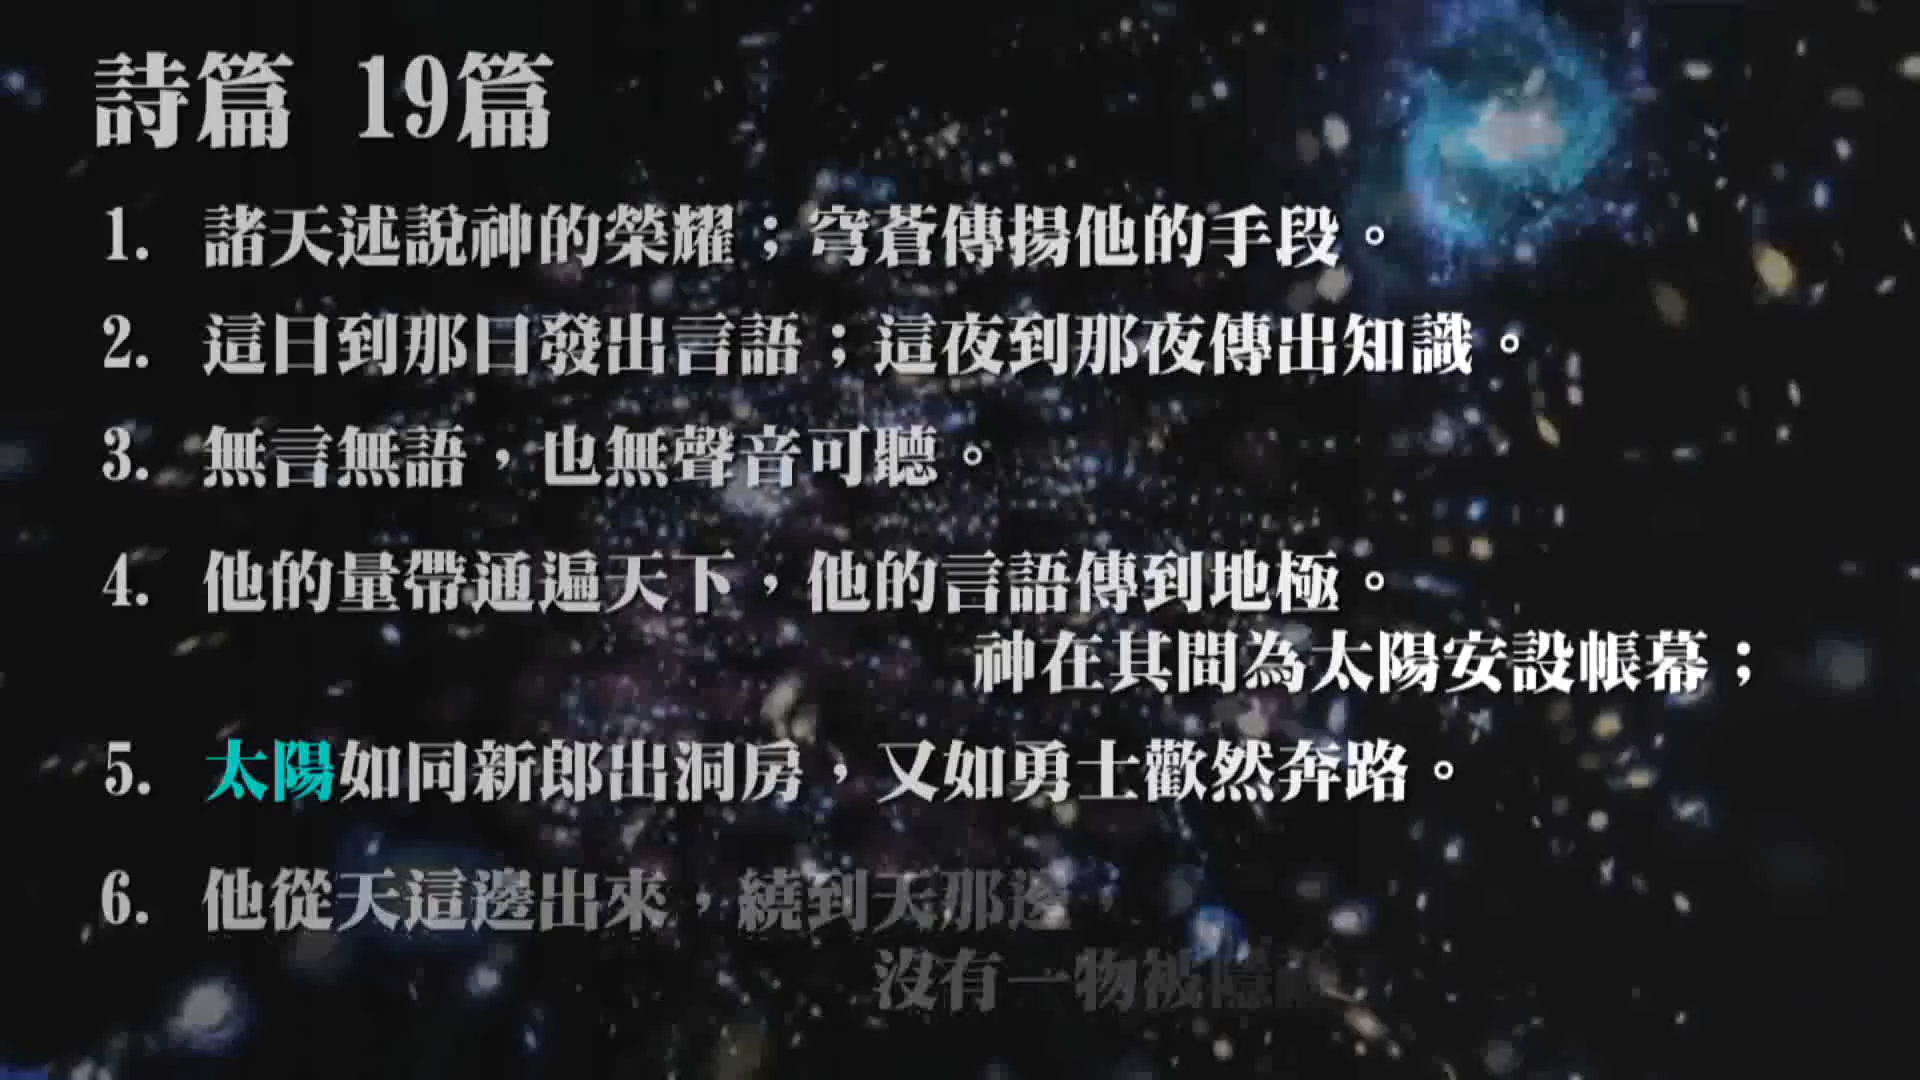 詩篇 19篇
1. 諸天述說神的榮耀；穹蒼傳揚他的手段。
2. 這日到那日發出言語；這夜到那夜傳出知識。
3. 無言無語，也無聲音可聽。
4. 他的量帶通遍天下，他的言語傳到地極。
神在其間為太陽安設帳幕；
5. 太陽如同新郎出洞房，又如勇士歡然奔路。
6. 他從天這邊出來，繞到天那邊，
沒有一物被隱